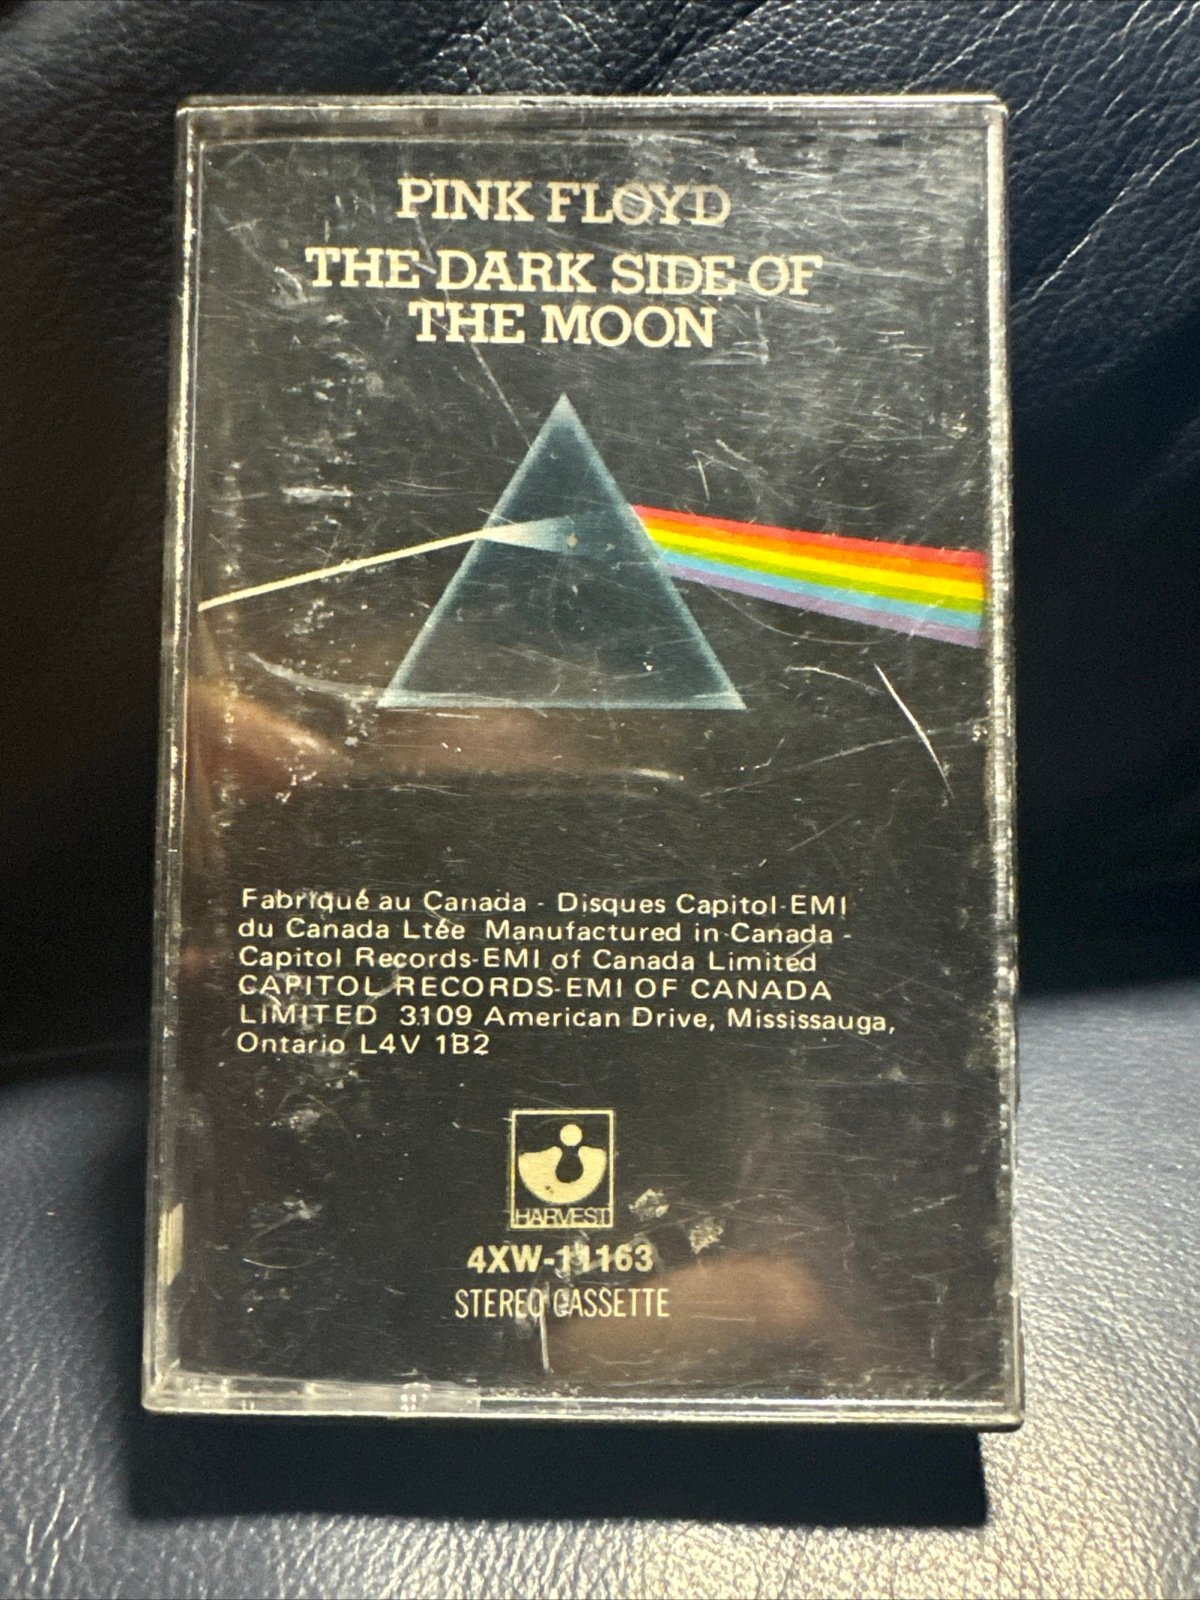 PINK FLOYD
THE DARK SIDE OF
THE MOON
Fabriqué au Canada - Disques Capitol-EMI
du Canada Ltée Manufactured in Canada -
Capitol Records-EMI of Canada Limited
CAPITOL RECORDS-EMI OF CANADA
LIMITED 3109 American Drive, Mississauga,
Ontario L4V 1B2
HARVEST
4XW-11163
STEREO CASSETTE